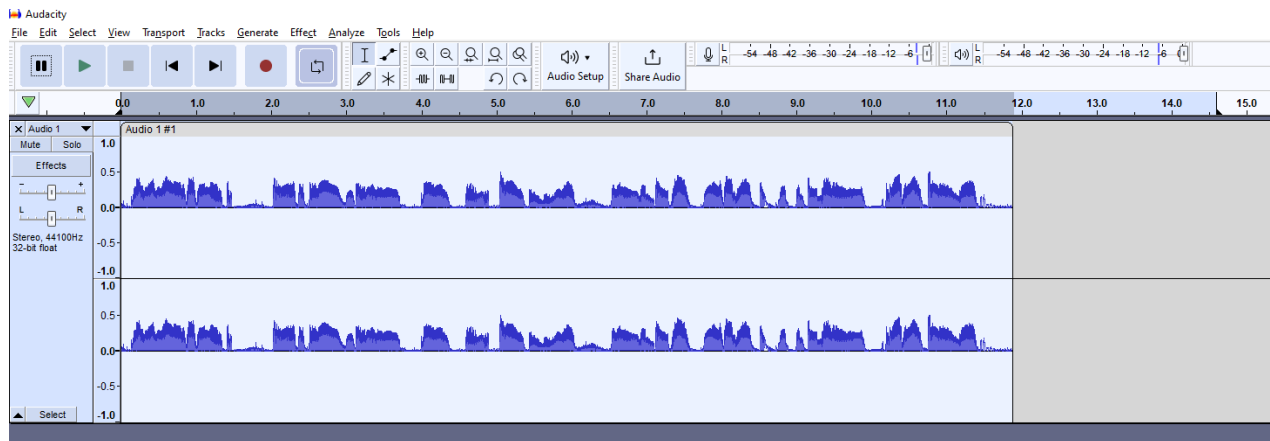 Audacity
File Edit Select View Transport Tracks Generate Effect Analyze Tools Help
Audio Setup Share Audio
L R -54 -48 -42 -36 -30 -24 -18 -12 -6
L R -54 -48 -42 -36 -30 -24 -18 -12 -6
0.0 1.0 2.0 3.0 4.0 5.0 6.0 7.0 8.0 9.0 10.0 11.0 12.0 13.0 14.0 15.0
Audio 1 Audio 1 #1
Mute Solo 1.0
Effects
- + 0.5
L R 0.0
Stereo, 44100Hz -0.5
32-bit float
-1.0
1.0
0.5
0.0
-0.5
Select -1.0